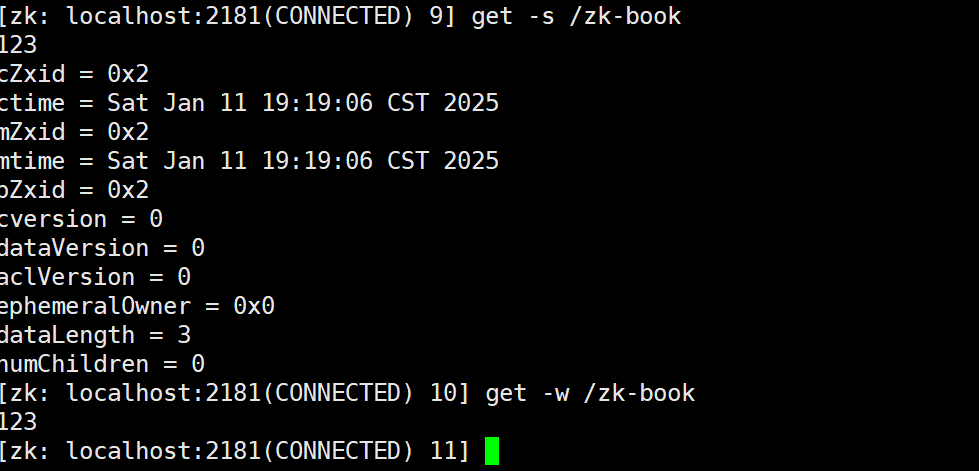 [zk: localhost:2181(CONNECTED) 9] get -s /zk-book
123
cZxid = 0x2
ctime = Sat Jan 11 19:19:06 CST 2025
mZxid = 0x2
mtime = Sat Jan 11 19:19:06 CST 2025
pZxid = 0x2
cversion = 0
dataVersion = 0
aclVersion = 0
ephemeralOwner = 0x0
dataLength = 3
numChildren = 0
[zk: localhost:2181(CONNECTED) 10] get -w /zk-book
123
[zk: localhost:2181(CONNECTED) 11]